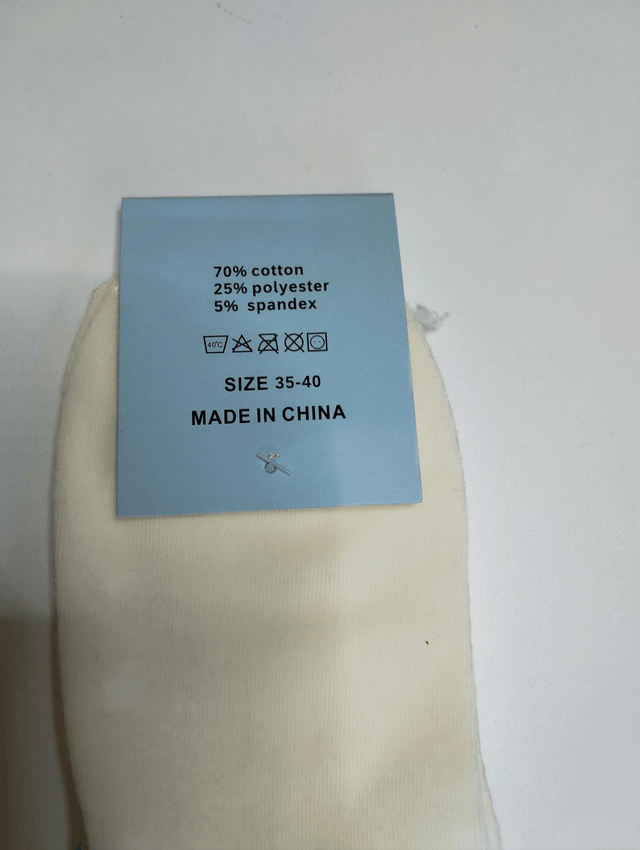 70% cotton
25% polyester
5% spandex
40°C
SIZE 35-40
MADE IN CHINA